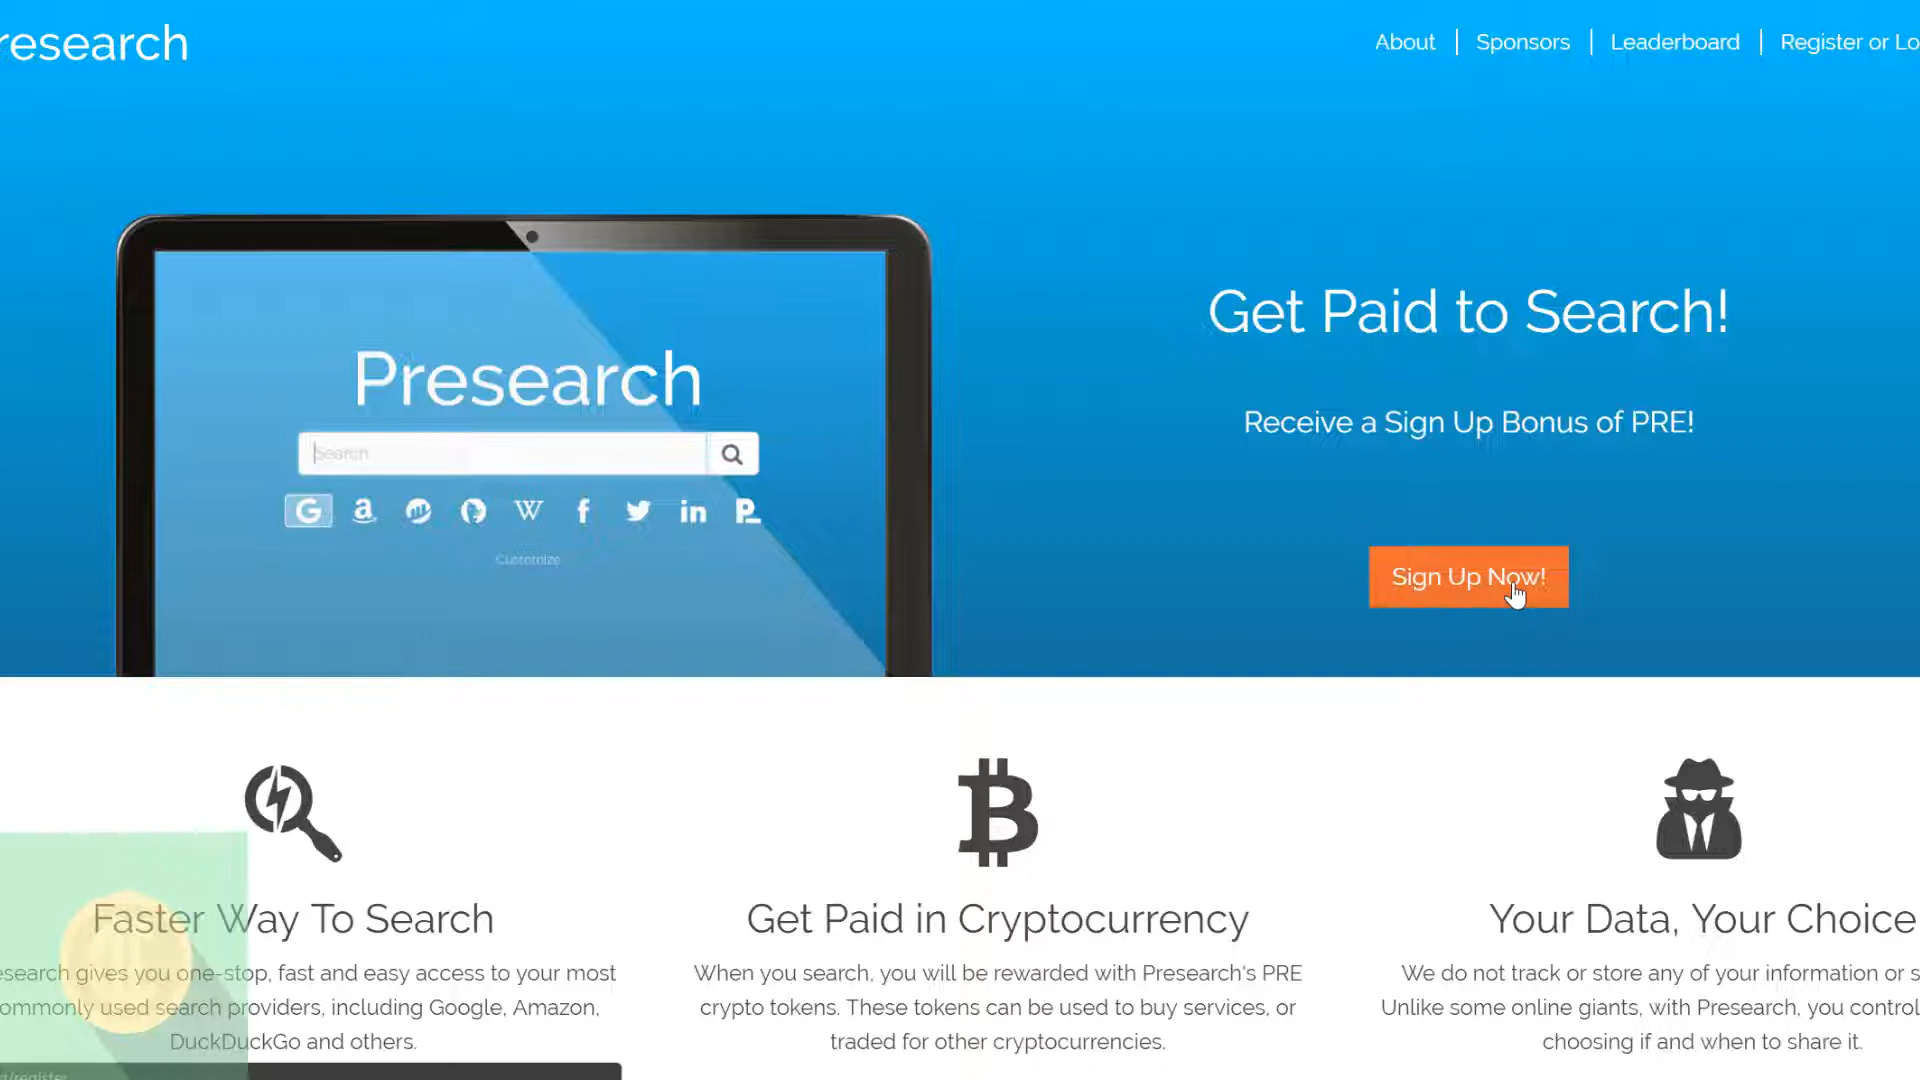 research
About
Sponsors
Leaderboard
Register or Lo
Get Paid to Search!
Presearch
Receive a Sign Up Bonus of PRE!
Search
Customize
Sign Up Now!
Faster Way To Search
esearch gives you one-stop, fast and easy access to your most
ommonly used search providers, including Google, Amazon,
DuckDuckGo and others.
Get Paid in Cryptocurrency
When you search, you will be rewarded with Presearch's PRE
crypto tokens. These tokens can be used to buy services, or
traded for other cryptocurrencies.
Your Data, Your Choice
We do not track or store any of your information or s
Unlike some online giants, with Presearch, you control
choosing if and when to share it.